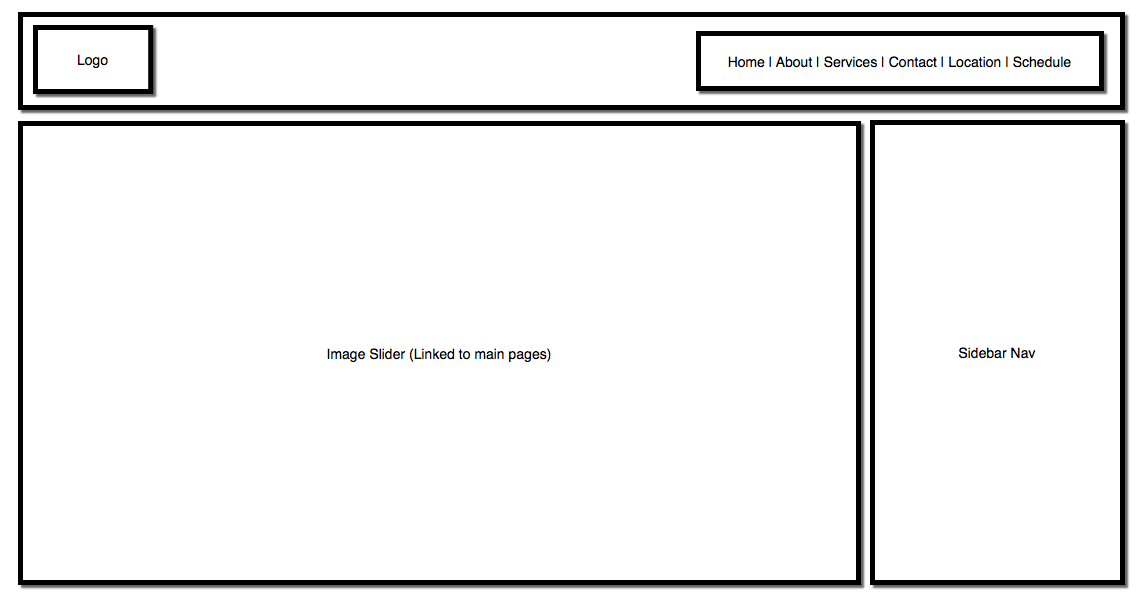 Logo
Home | About | Services | Contact | Location | Schedule
Image Slider (Linked to main pages)
Sidebar Nav